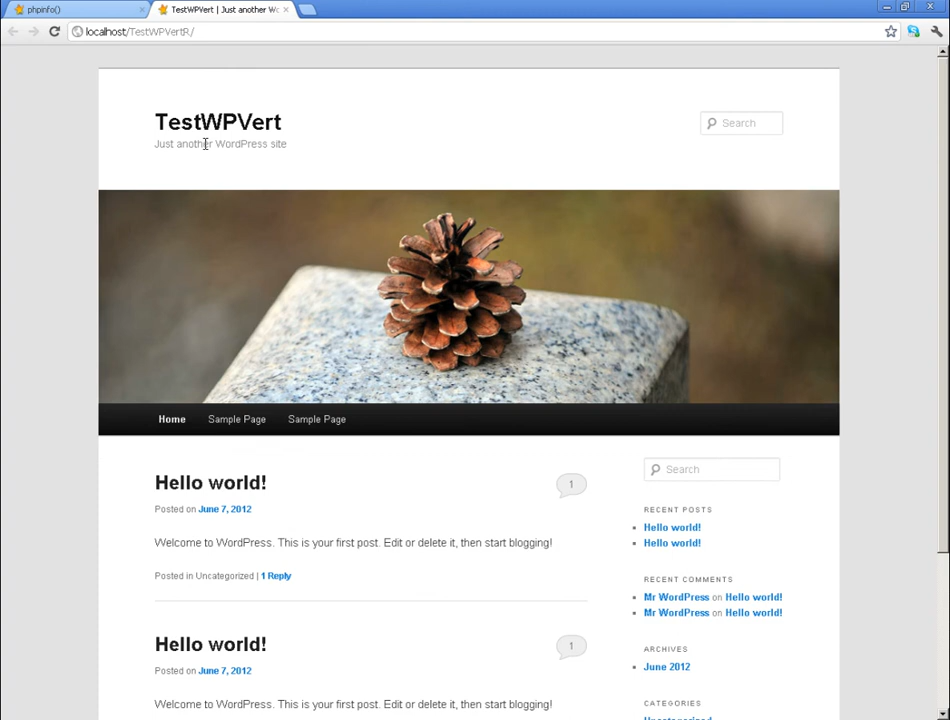 phpinfo()
TestWPVert | Just another Wc
localhost/TestWPVertR/
TestWPVert
Just another WordPress site
Search
Home Sample Page Sample Page
Hello world!
1
Posted on June 7, 2012
Welcome to WordPress. This is your first post. Edit or delete it, then start blogging!
Posted in Uncategorized | 1 Reply
Hello world!
1
Posted on June 7, 2012
Welcome to WordPress. This is your first post. Edit or delete it, then start blogging!
Search
RECENT POSTS
Hello world!
Hello world!
RECENT COMMENTS
Mr WordPress on Hello world!
Mr WordPress on Hello world!
ARCHIVES
June 2012
CATEGORIES
Uncategorized